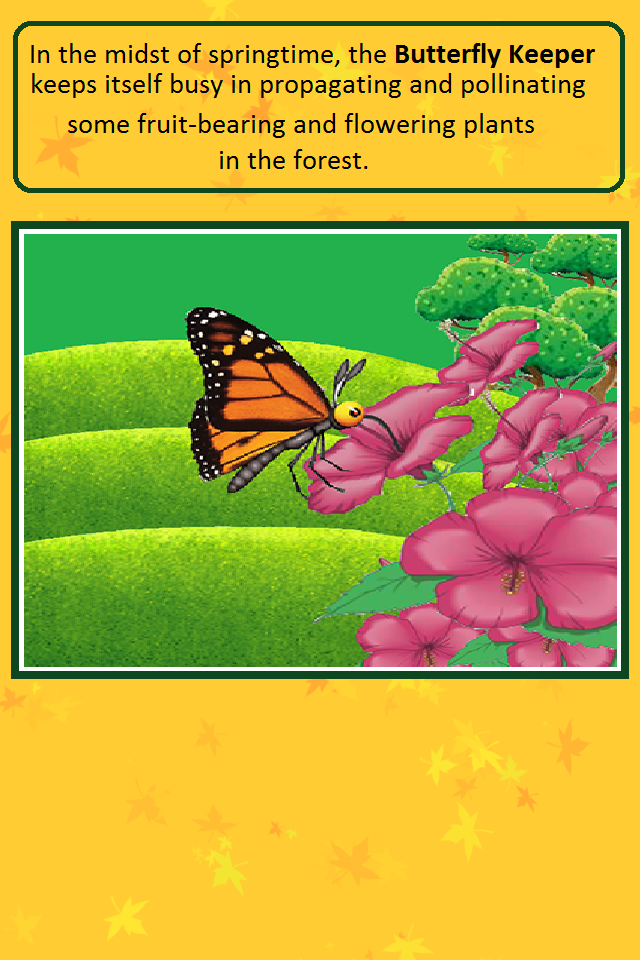 In the midst of springtime, the Butterfly Keeper
keeps itself busy in propagating and pollinating
some fruit-bearing and flowering plants
in the forest.